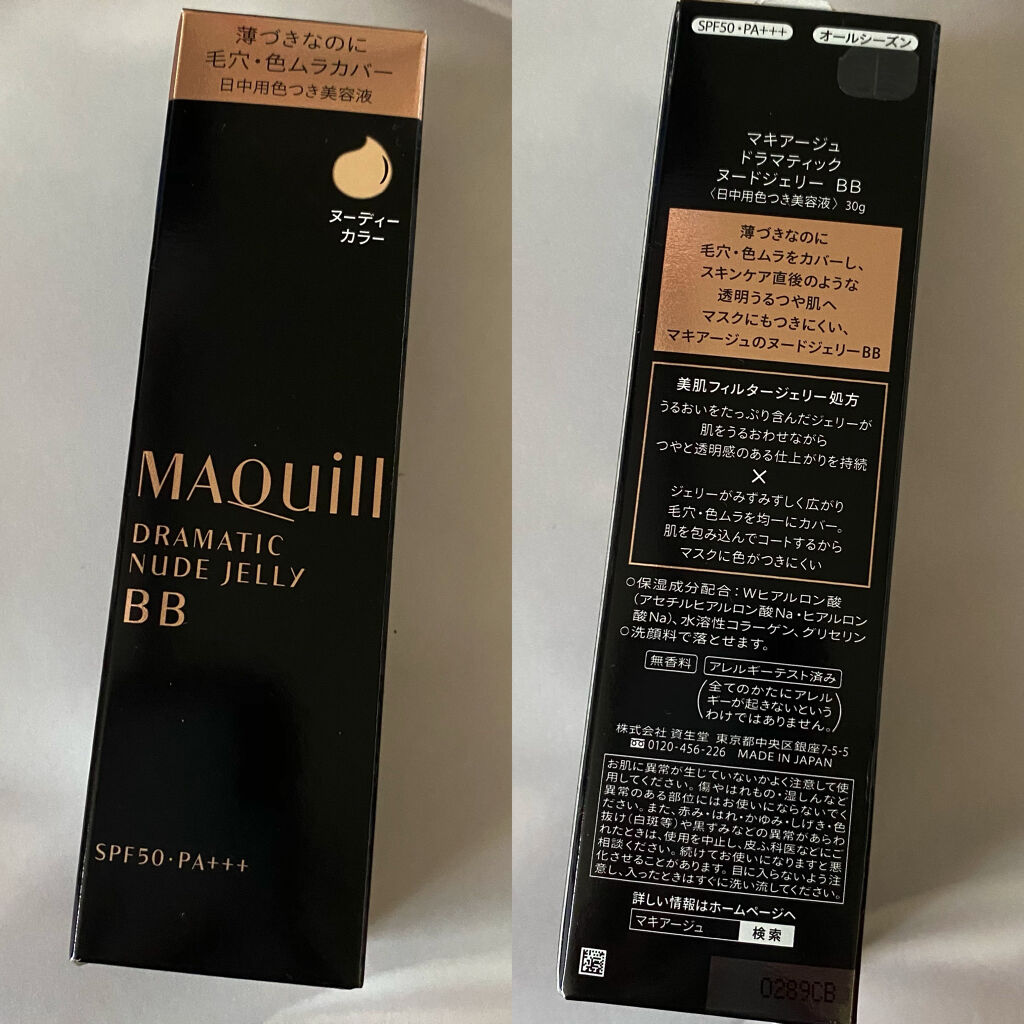 薄づきなのに
毛穴・色ムラカバー
日中用色つき美容液
ヌーディー
カラー
MAQuill
DRAMATIC
NUDE JELLY
BB
SPF50・PA+++
SPF50・PA+++
オールシーズン
マキアージュ
ドラマティック
ヌードジェリー BB
〈日中用色つき美容液〉30g
薄づきなのに
毛穴・色ムラをカバーし、
スキンケア直後のような
透明うるつや肌へ
マスクにもつきにくい、
マキアージュのヌードジェリーBB
美肌フィルタージェリー処方
うるおいをたっぷり含んだジェリーが
肌をうるおわせながら
つやと透明感のある仕上がりを持続
×
ジェリーがみずみずしく広がり
毛穴・色ムラを均一にカバー。
肌を包み込んでコートするから
マスクに色がつきにくい
○保湿成分配合：Wヒアルロン酸
（アセチルヒアルロン酸Na・ヒアルロン
酸Na）、水溶性コラーゲン、グリセリン
○洗顔料で落とせます。
無香料 アレルギーテスト済み
（全てのかたにアレル
ギーが起きないという
わけではありません。）
株式会社 資生堂 東京都中央区銀座7-5-5
0120-456-226 MADE IN JAPAN
お肌に異常が生じていないかよく注意して使
用してください。傷やはれもの・湿しんなど
異常のある部位にはお使いにならないでく
ださい。また、赤み・はれ・かゆみ・しげき・色
抜け（白斑等）や黒ずみなどの異常があらわ
れたときは、使用を中止し、皮ふ科医などにご
相談ください。続けてお使いになりますと悪
化させることがあります。目に入らないよう注
意し、入ったときはすぐに洗い流してください。
詳しい情報はホームページへ
マキアージュ 検索
0289CB